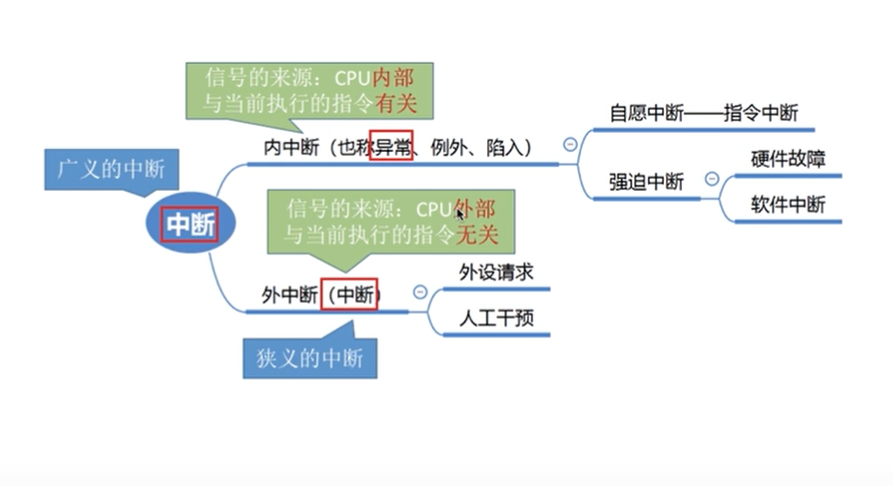 信号的来源：CPU内部
与当前执行的指令有关
自愿中断——指令中断
内中断（也称异常、例外、陷入）
硬件故障
广义的中断
强迫中断
软件中断
中断
信号的来源：CPU外部
与当前执行的指令无关
外设请求
外中断（中断）
人工干预
狭义的中断